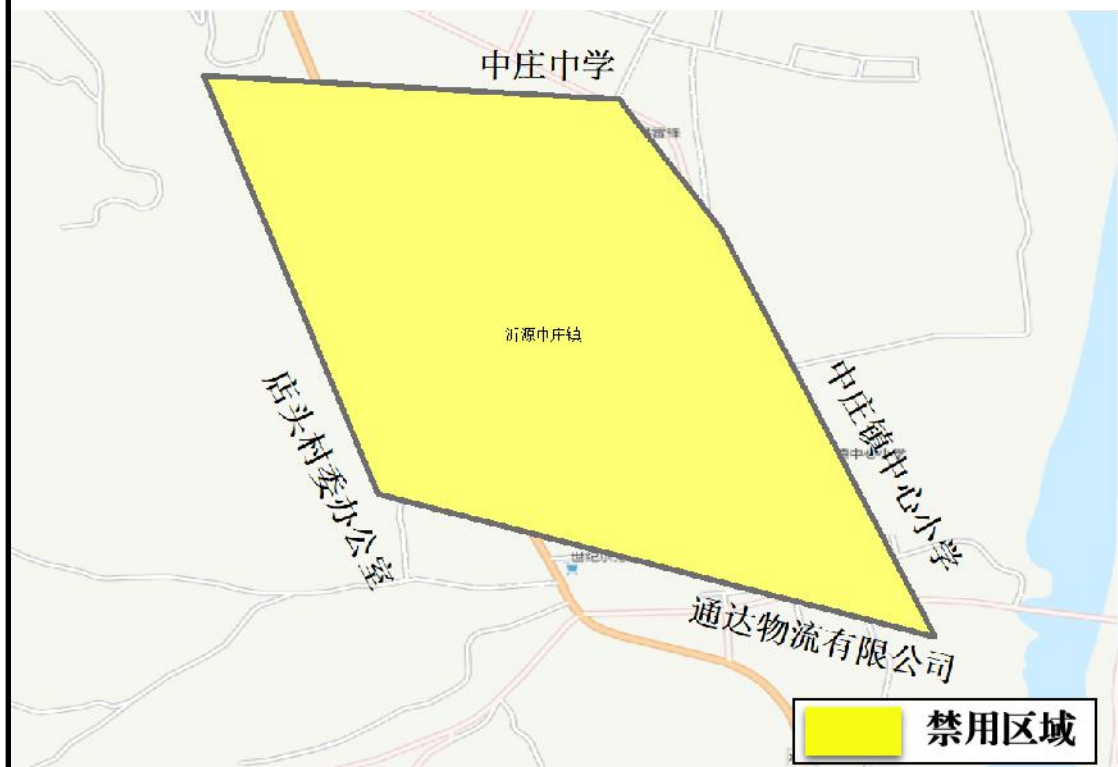 中庄中学
沂源中庄镇
店头村委办公室
中庄镇中心小学
通达物流有限公司
禁用区域